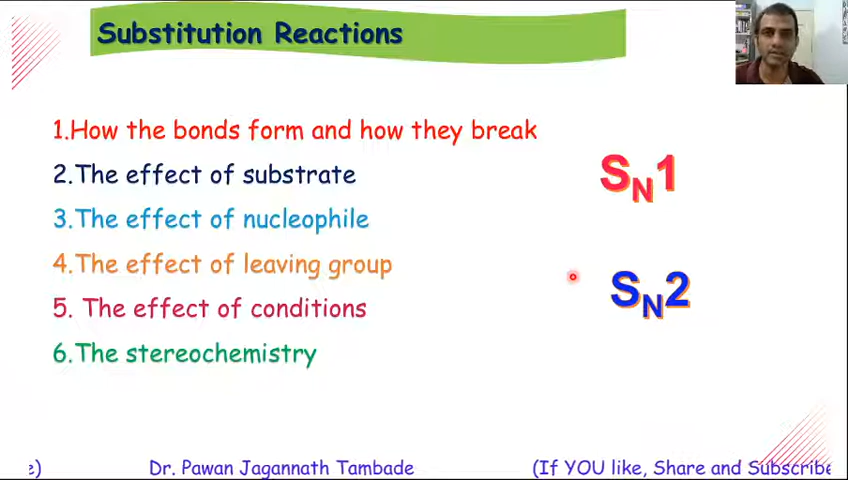 Substitution Reactions
1.How the bonds form and how they break
2.The effect of substrate
3.The effect of nucleophile
4.The effect of leaving group
5. The effect of conditions
6.The stereochemistry
SN1
SN2
e) Dr. Pawan Jagannath Tambade (If YOU like, Share and Subscribe